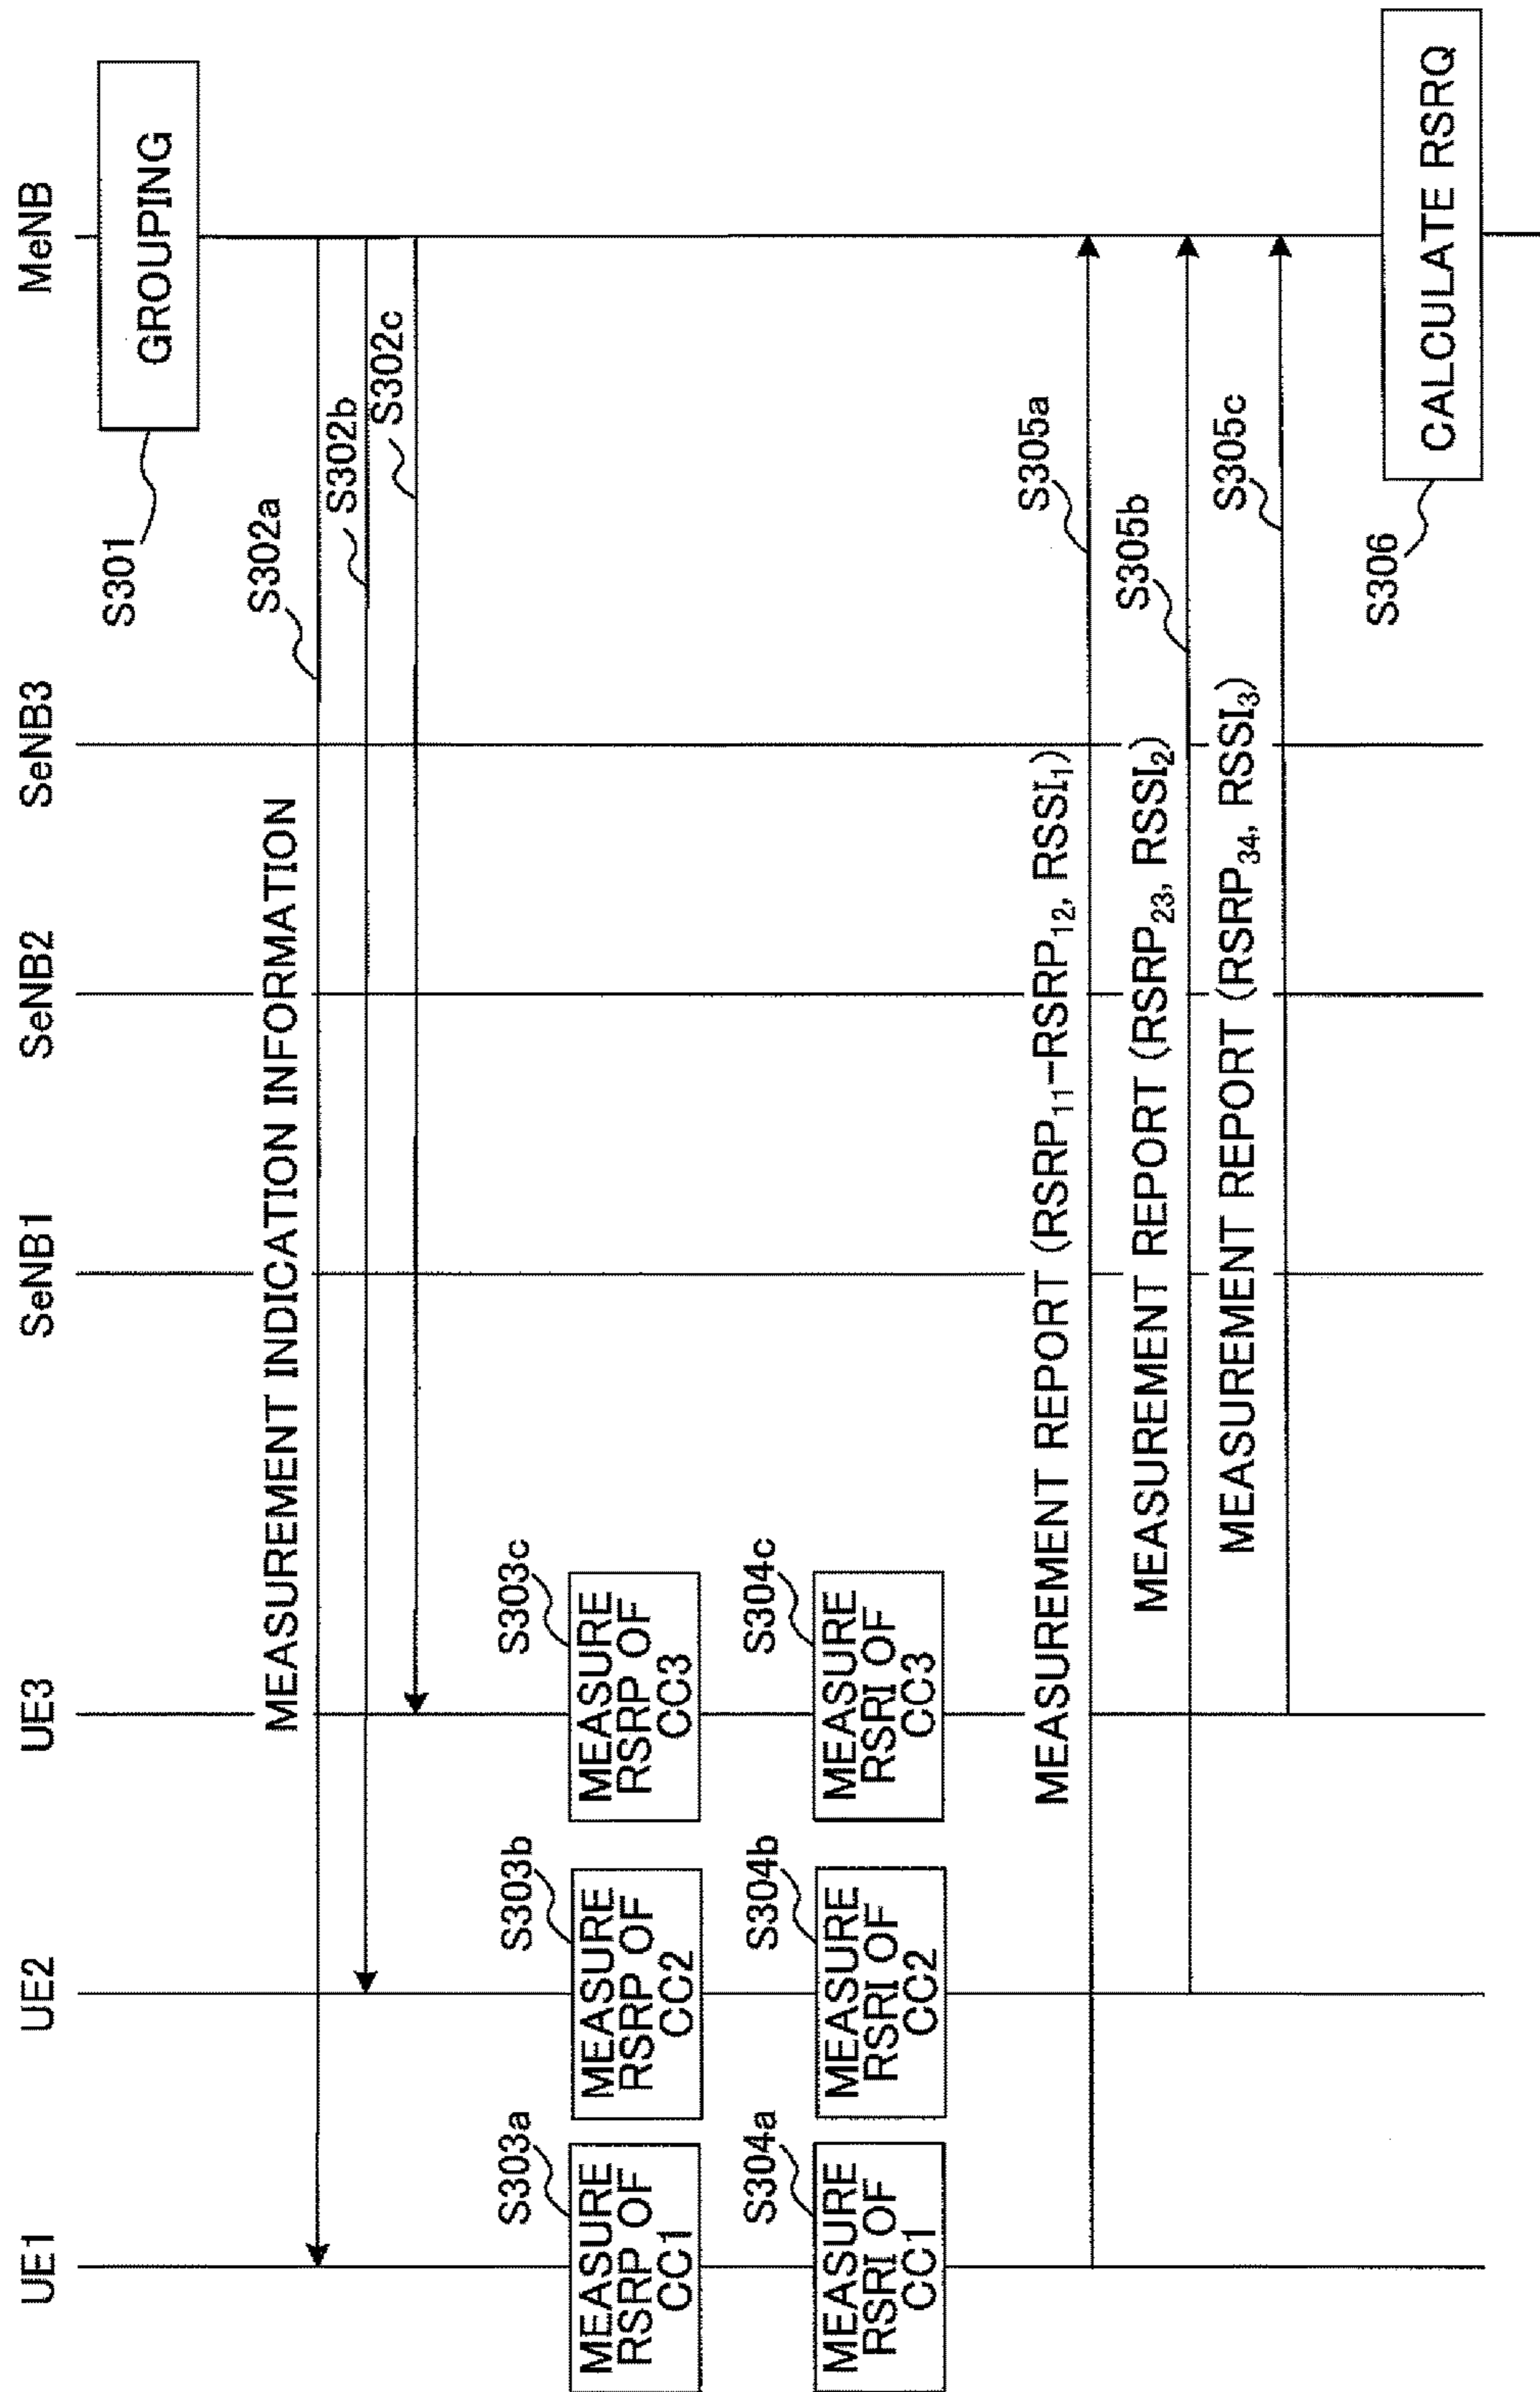 UE1
UE2
UE3
SeNB1
SeNB2
SeNB3
MeNB
GROUPING
S301
MEASUREMENT INDICATION INFORMATION
S302a
S302b
S302c
S303a
MEASURE
RSRP OF
CC1
S303b
MEASURE
RSRP OF
CC2
S303c
MEASURE
RSRP OF
CC3
S304a
MEASURE
RSRI OF
CC1
S304b
MEASURE
RSRI OF
CC2
S304c
MEASURE
RSRI OF
CC3
MEASUREMENT REPORT (RSRP₁₁-RSRP₁₂, RSSI₁)
S305a
MEASUREMENT REPORT (RSRP₂₃, RSSI₂)
S305b
MEASUREMENT REPORT (RSRP₃₄, RSSI₃)
S305c
S306
CALCULATE RSRQ